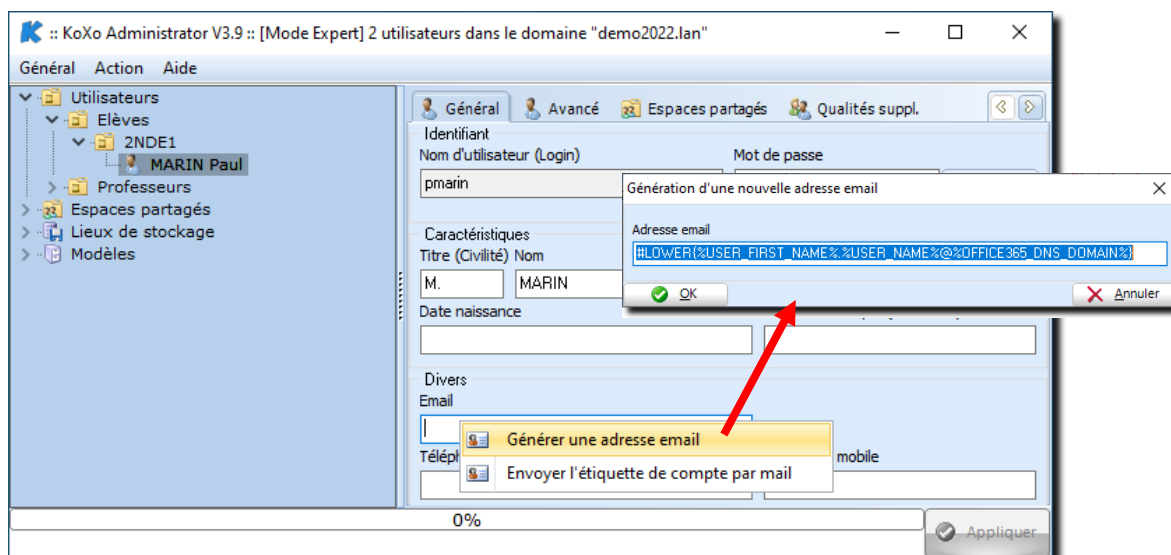 :: KoXo Administrator V3.9 :: [Mode Expert] 2 utilisateurs dans le domaine "demo2022.lan"
Général Action Aide
Utilisateurs
Elèves
2NDE1
MARIN Paul
Professeurs
Espaces partagés
Lieux de stockage
Modèles
Général Avancé Espaces partagés Qualités suppl.
Identifiant
Nom d'utilisateur (Login) Mot de passe
pmarin
Génération d'une nouvelle adresse email
Adresse email
#LOWER{%USER_FIRST_NAME%.%USER_NAME%@%OFFICE365_DNS_DOMAIN%}
OK Annuler
Caractéristiques
Titre (Civilité) Nom
M. MARIN
Date naissance
Divers
Email
Générer une adresse email
Envoyer l'étiquette de compte par mail
Téléph mobile
0%
Appliquer